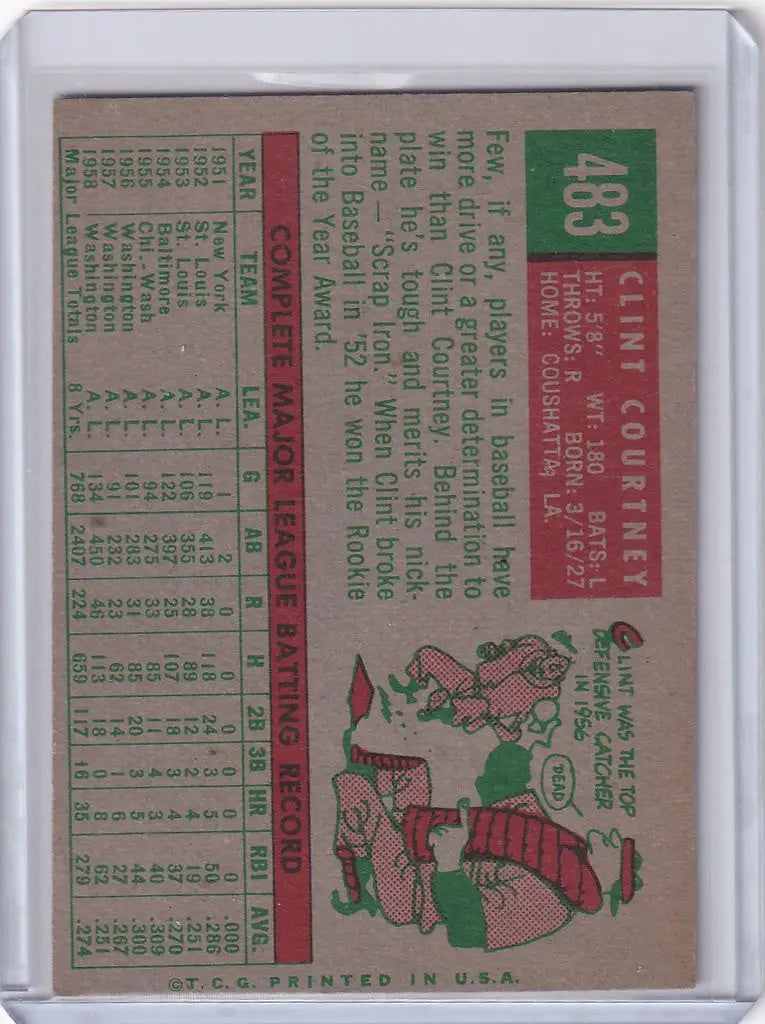 483
CLINT COURTNEY
HT: 5'8" WT: 180 BATS: L
THROWS: R BORN: 3/16/27
HOME: COUSHATTA, LA.
Few, if any, players in baseball have
more drive or a greater determination to
win than Clint Courtney. Behind the
plate he's tough and merits his nick-
name — "Scrap Iron." When Clint broke
into Baseball in '52 he won the Rookie
of the Year Award.
CLINT WAS THE TOP
DEFENSIVE CATCHER
IN 1956
DEAD
COMPLETE MAJOR LEAGUE BATTING RECORD
YEAR TEAM LEA. G AB R H 2B 3B HR RBI AVG.
1951 New York A. L. 1 2 0 0 0 0 0 0 .000
1952 St. Louis A. L. 119 413 38 118 24 3 5 50 .286
1953 St. Louis A. L. 106 355 28 89 12 2 4 19 .251
1954 Baltimore A. L. 122 397 25 107 18 3 4 37 .270
1955 Chi.-Wash A. L. 94 275 33 85 11 4 3 40 .309
1956 Washington A. L. 101 283 31 85 20 3 5 44 .300
1957 Washington A. L. 91 232 23 62 14 1 6 27 .267
1958 Washington A. L. 134 450 46 113 18 0 8 62 .251
Major League Totals 8 Yrs. 768 2407 224 659 117 16 35 279 .274
©T.C.G. PRINTED IN U.S.A.